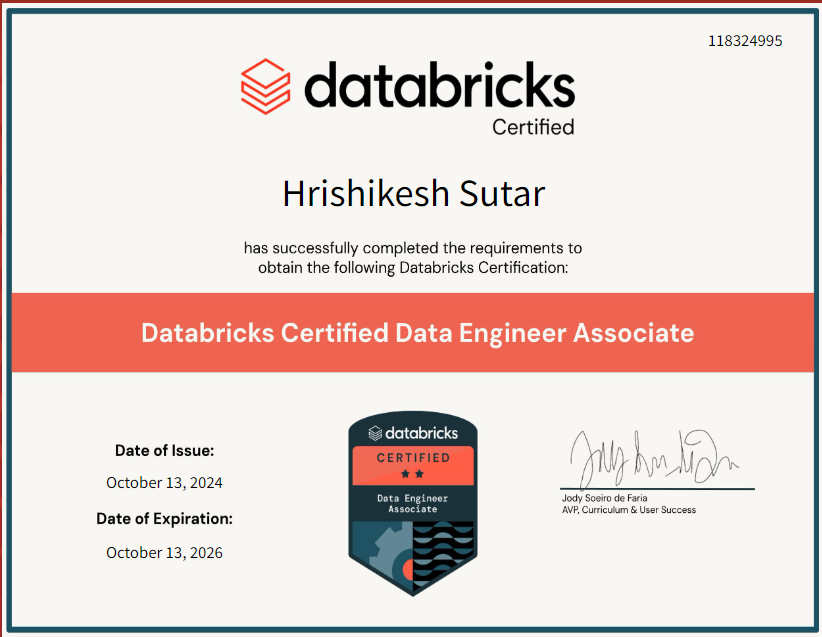 118324995
databricks
Certified
Hrishikesh Sutar
has successfully completed the requirements to
obtain the following Databricks Certification:
Databricks Certified Data Engineer Associate
Date of Issue:
October 13, 2024
Date of Expiration:
October 13, 2026
databricks
CERTIFIED
Data Engineer
Associate
Jody Soeiro de Faria
AVP, Curriculum & User Success